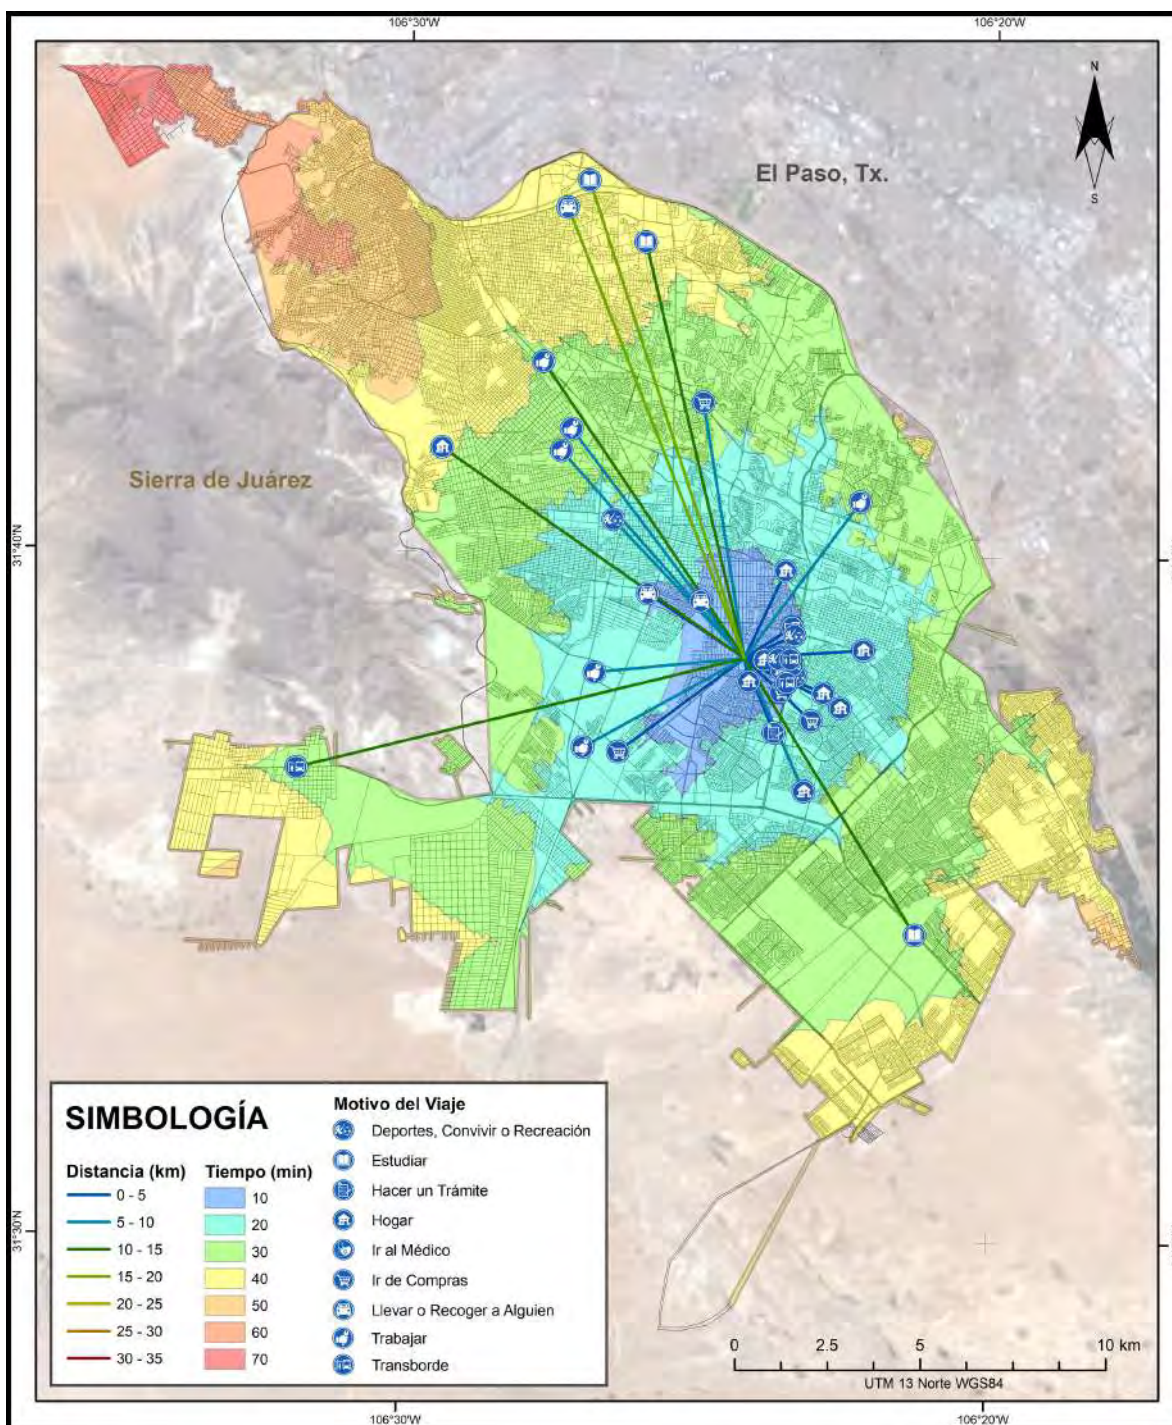 106°30'W
106°20'W
N
S
El Paso, Tx.
Sierra de Juárez
31°40'N
31°30'N
SIMBOLOGÍA
Distancia (km)
0 - 5
5 - 10
10 - 15
15 - 20
20 - 25
25 - 30
30 - 35
Tiempo (min)
10
20
30
40
50
60
70
Motivo del Viaje
Deportes, Convivir o Recreación
Estudiar
Hacer un Trámite
Hogar
Ir al Médico
Ir de Compras
Llevar o Recoger a Alguien
Trabajar
Transborde
0 2.5 5 10 km
UTM 13 Norte WGS84
106°30'W
106°20'W